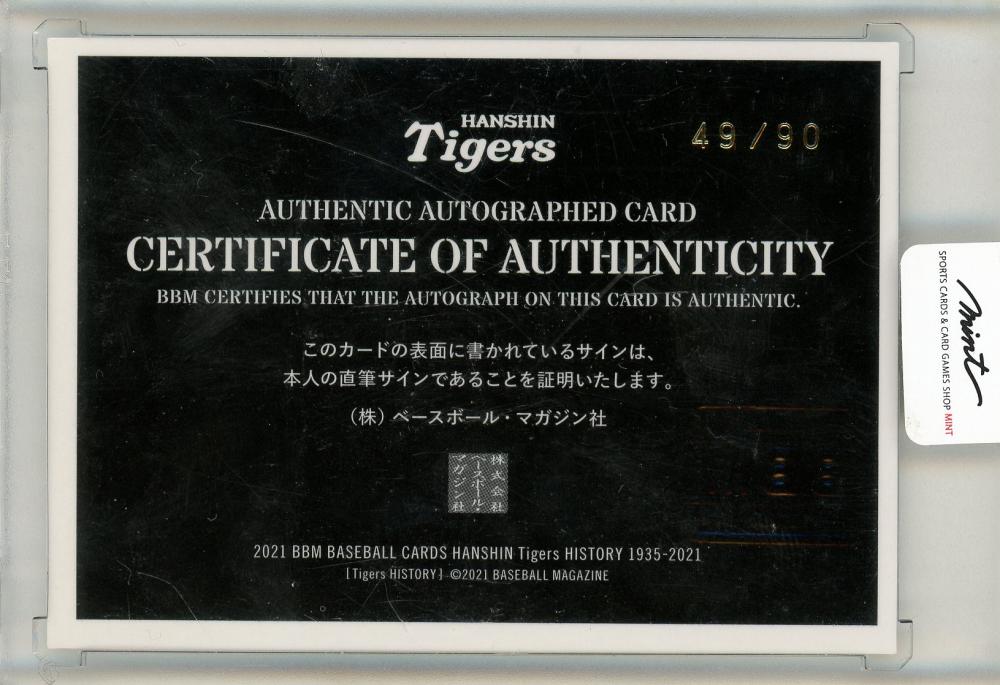 HANSHIN
Tigers
49/90
AUTHENTIC AUTOGRAPHED CARD
CERTIFICATE OF AUTHENTICITY
BBM CERTIFIES THAT THE AUTOGRAPH ON THIS CARD IS AUTHENTIC.
このカードの表面に書かれているサインは、
本人の直筆サインであることを証明いたします。
（株）ベースボール・マガジン社
株式会社
ベースボール・
マガジン社
2021 BBM BASEBALL CARDS HANSHIN Tigers HISTORY 1935-2021
[Tigers HISTORY] ©2021 BASEBALL MAGAZINE
mint
SPORTS CARDS & CARD GAMES SHOP MINT